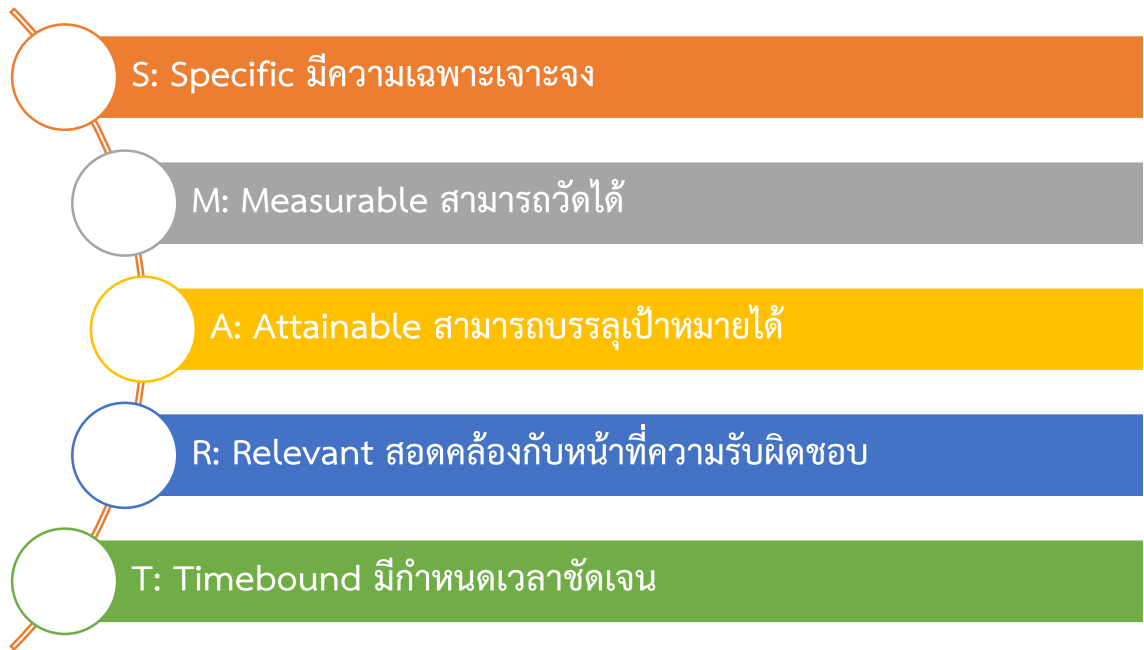 S: Specific มีความเฉพาะเจาะจง
M: Measurable สามารถวัดได้
A: Attainable สามารถบรรลุเป้าหมายได้
R: Relevant สอดคล้องกับหน้าที่ความรับผิดชอบ
T: Timebound มีกำหนดเวลาชัดเจน